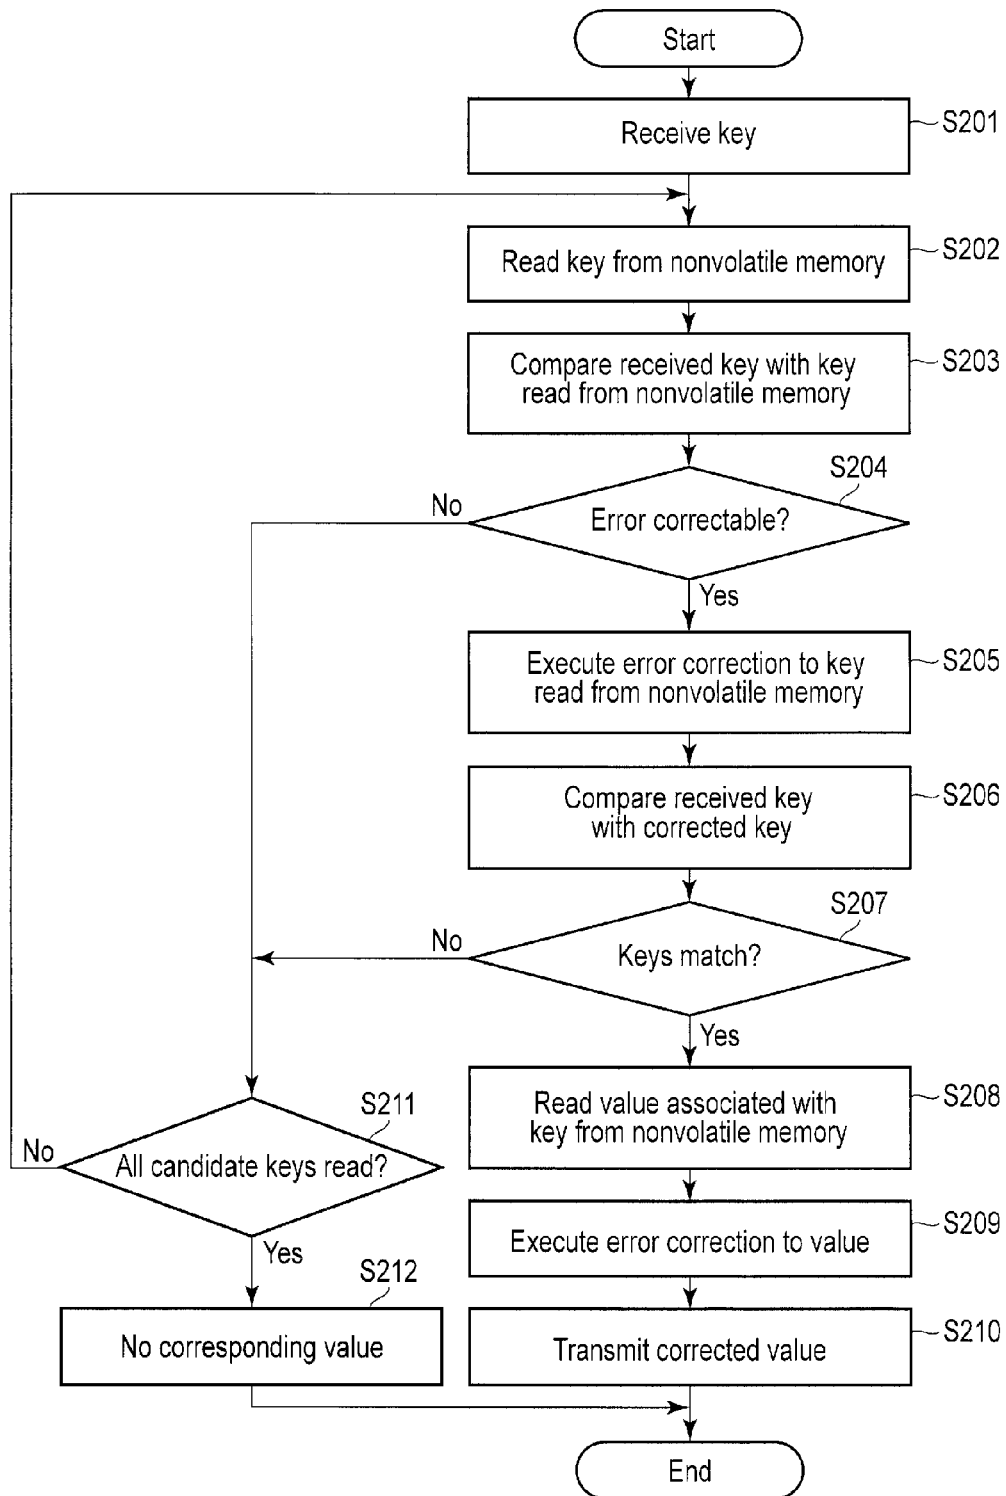 Start
Receive key
S201
Read key from nonvolatile memory
S202
Compare received key with key
read from nonvolatile memory
S203
S204
Error correctable?
No
Yes
Execute error correction to key
read from nonvolatile memory
S205
Compare received key
with corrected key
S206
S207
Keys match?
No
Yes
Read value associated with
key from nonvolatile memory
S208
S211
All candidate keys read?
No
Yes
Execute error correction to value
S209
S212
No corresponding value
Transmit corrected value
S210
End